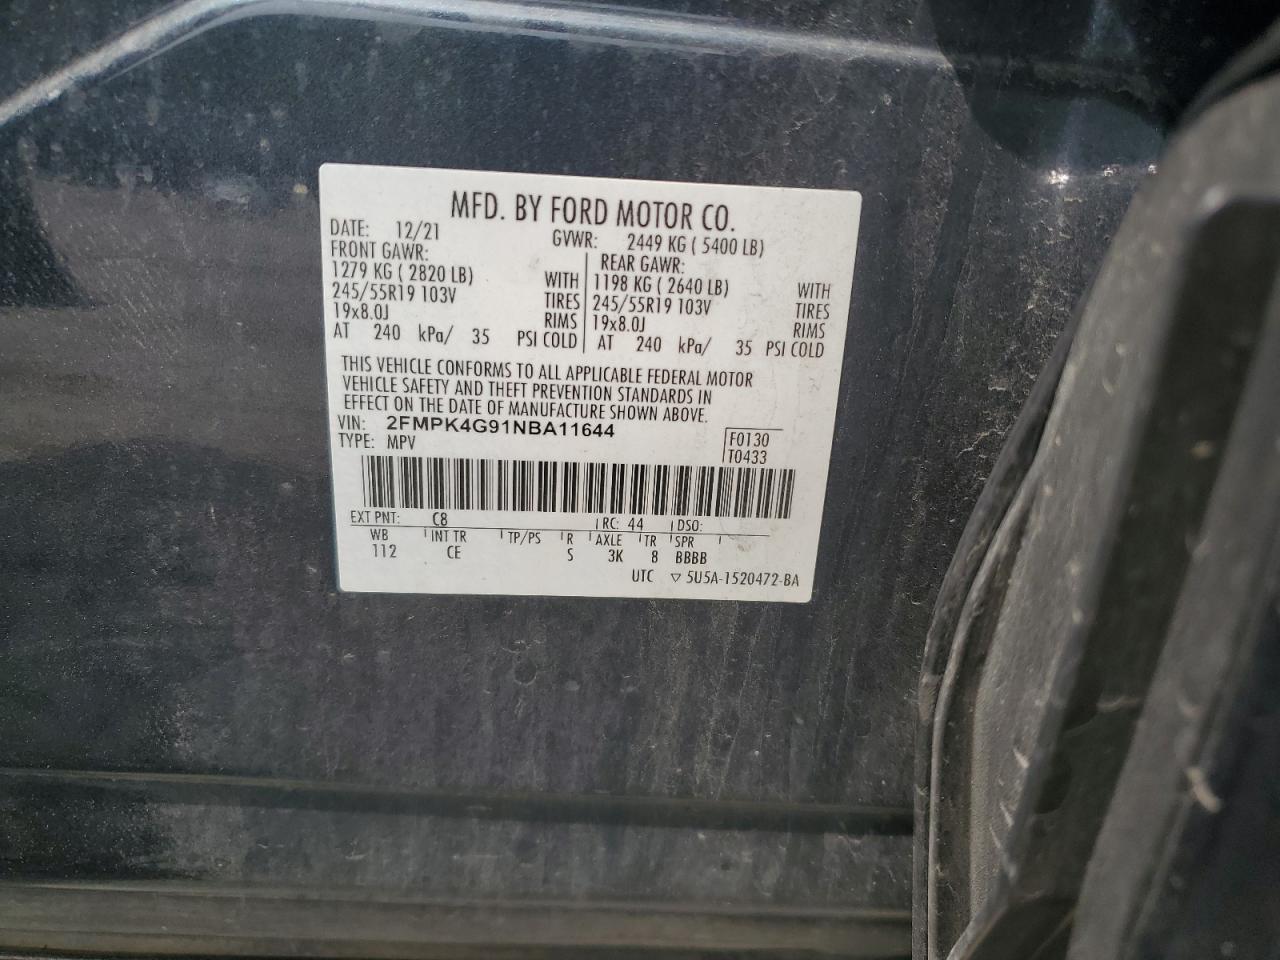 MFD. BY FORD MOTOR CO.
DATE: 12/21 GVWR: 2449 KG ( 5400 LB)
FRONT GAWR: REAR GAWR:
1279 KG ( 2820 LB) WITH 1198 KG ( 2640 LB) WITH
245/55R19 103V TIRES 245/55R19 103V TIRES
19x8.0J RIMS 19x8.0J RIMS
AT 240 kPa/ 35 PSI COLD AT 240 kPa/ 35 PSI COLD
THIS VEHICLE CONFORMS TO ALL APPLICABLE FEDERAL MOTOR
VEHICLE SAFETY AND THEFT PREVENTION STANDARDS IN
EFFECT ON THE DATE OF MANUFACTURE SHOWN ABOVE.
VIN: 2FMPK4G91NBA11644 F0130
TYPE: MPV T0433
EXT PNT: C8 RC: 44 DSO:
WB INT TR TP/PS R AXLE TR SPR
112 CE S 3K 8 BBBB
UTC ▽ 5U5A-1520472-BA